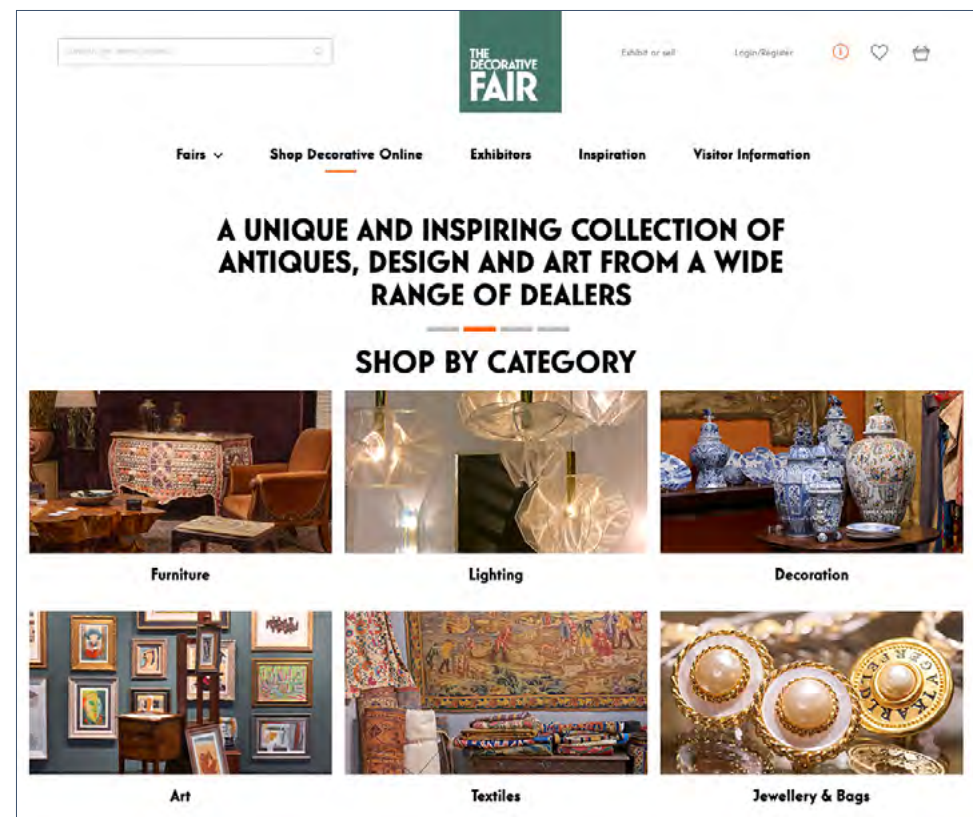 THE
DECORATIVE
FAIR
Exhibit or sell
Login/Register
Fairs
Shop Decorative Online
Exhibitors
Inspiration
Visitor Information
A UNIQUE AND INSPIRING COLLECTION OF
ANTIQUES, DESIGN AND ART FROM A WIDE
RANGE OF DEALERS
SHOP BY CATEGORY
Furniture
Lighting
Decoration
Art
Textiles
Jewellery & Bags
KARL
LAGERFELD